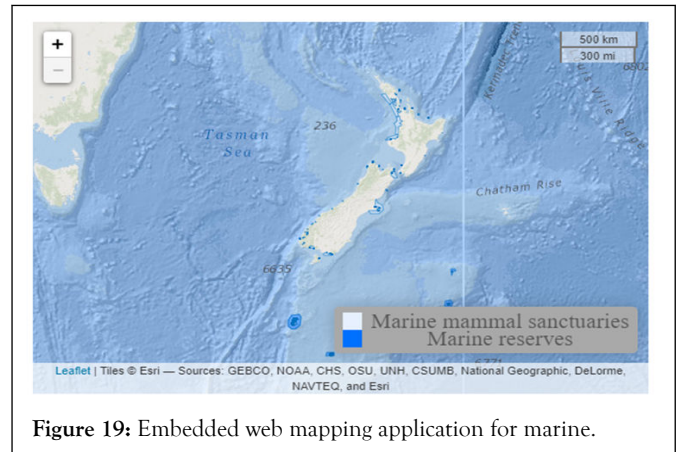 +
−
500 km
300 mi
Tasman
Sea
236
Chatham Rise
6635
Marine mammal sanctuaries
Marine reserves
Leaflet | Tiles © Esri — Sources: GEBCO, NOAA, CHS, OSU, UNH, CSUMB, National Geographic, DeLorme,
NAVTEQ, and Esri
Figure 19: Embedded web mapping application for marine.